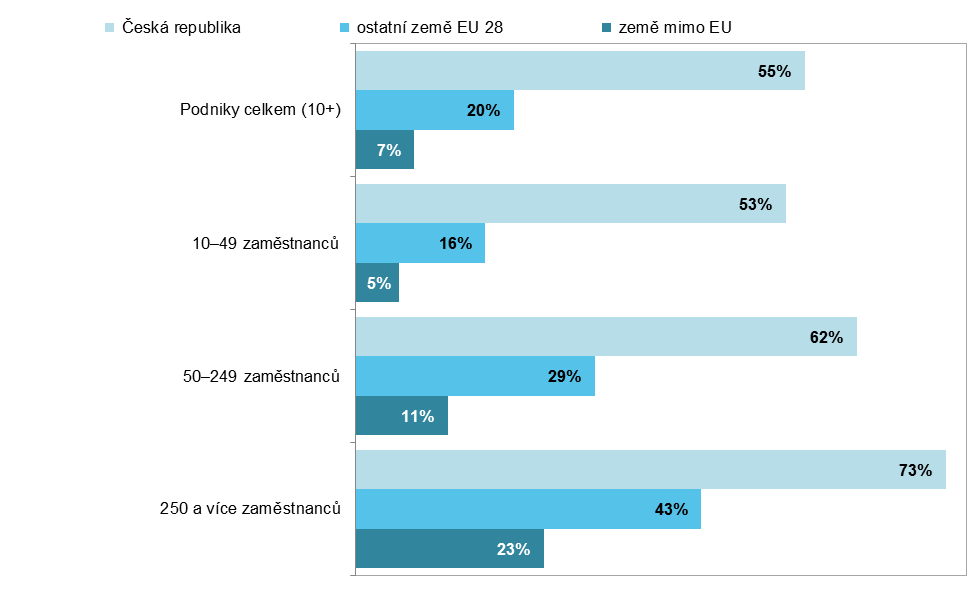 Česká republika ostatní země EU 28 země mimo EU
55%
Podniky celkem (10+) 20%
7%
53%
10–49 zaměstnanců 16%
5%
62%
50–249 zaměstnanců 29%
11%
73%
250 a více zaměstnanců 43%
23%